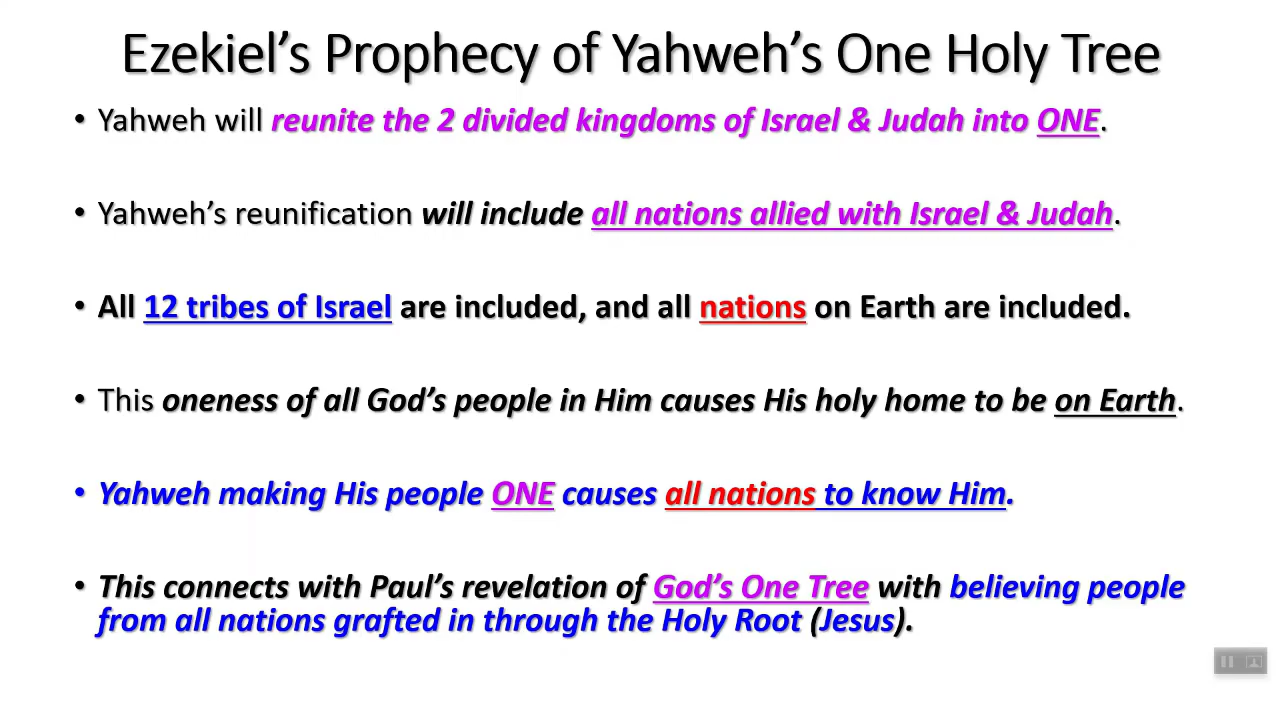 Ezekiel’s Prophecy of Yahweh’s One Holy Tree
• Yahweh will reunite the 2 divided kingdoms of Israel & Judah into ONE.
• Yahweh’s reunification will include all nations allied with Israel & Judah.
• All 12 tribes of Israel are included, and all nations on Earth are included.
• This oneness of all God’s people in Him causes His holy home to be on Earth.
• Yahweh making His people ONE causes all nations to know Him.
• This connects with Paul’s revelation of God’s One Tree with believing people
from all nations grafted in through the Holy Root (Jesus).